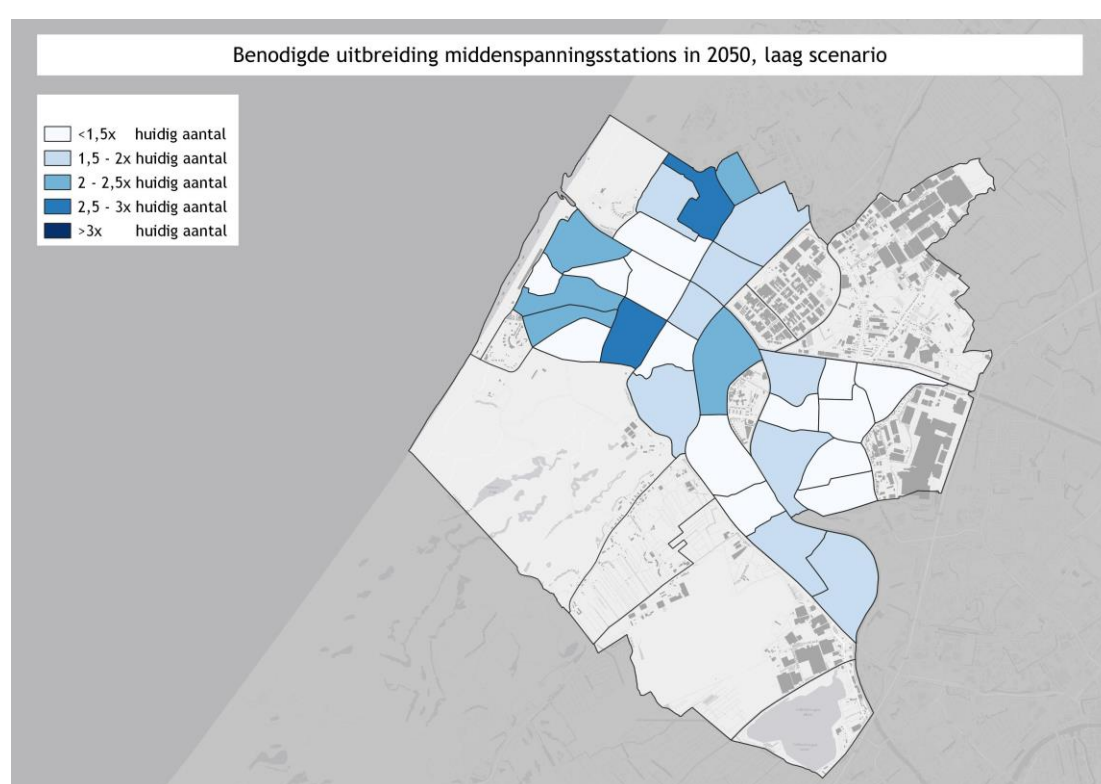 Benodigde uitbreiding middenspanningsstations in 2050, laag scenario
<1,5x huidig aantal
1,5 - 2x huidig aantal
2 - 2,5x huidig aantal
2,5 - 3x huidig aantal
>3x huidig aantal